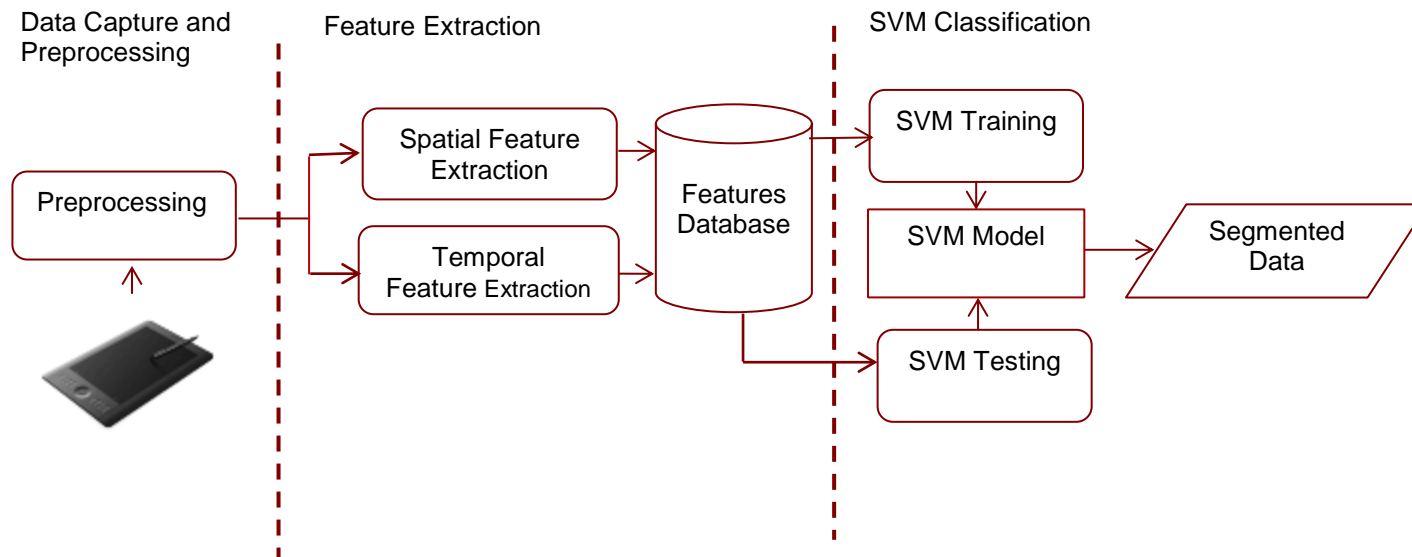 Data Capture and
Preprocessing
Feature Extraction
SVM Classification
Preprocessing
Spatial Feature
Extraction
Temporal
Feature Extraction
Features
Database
SVM Training
SVM Model
SVM Testing
Segmented
Data